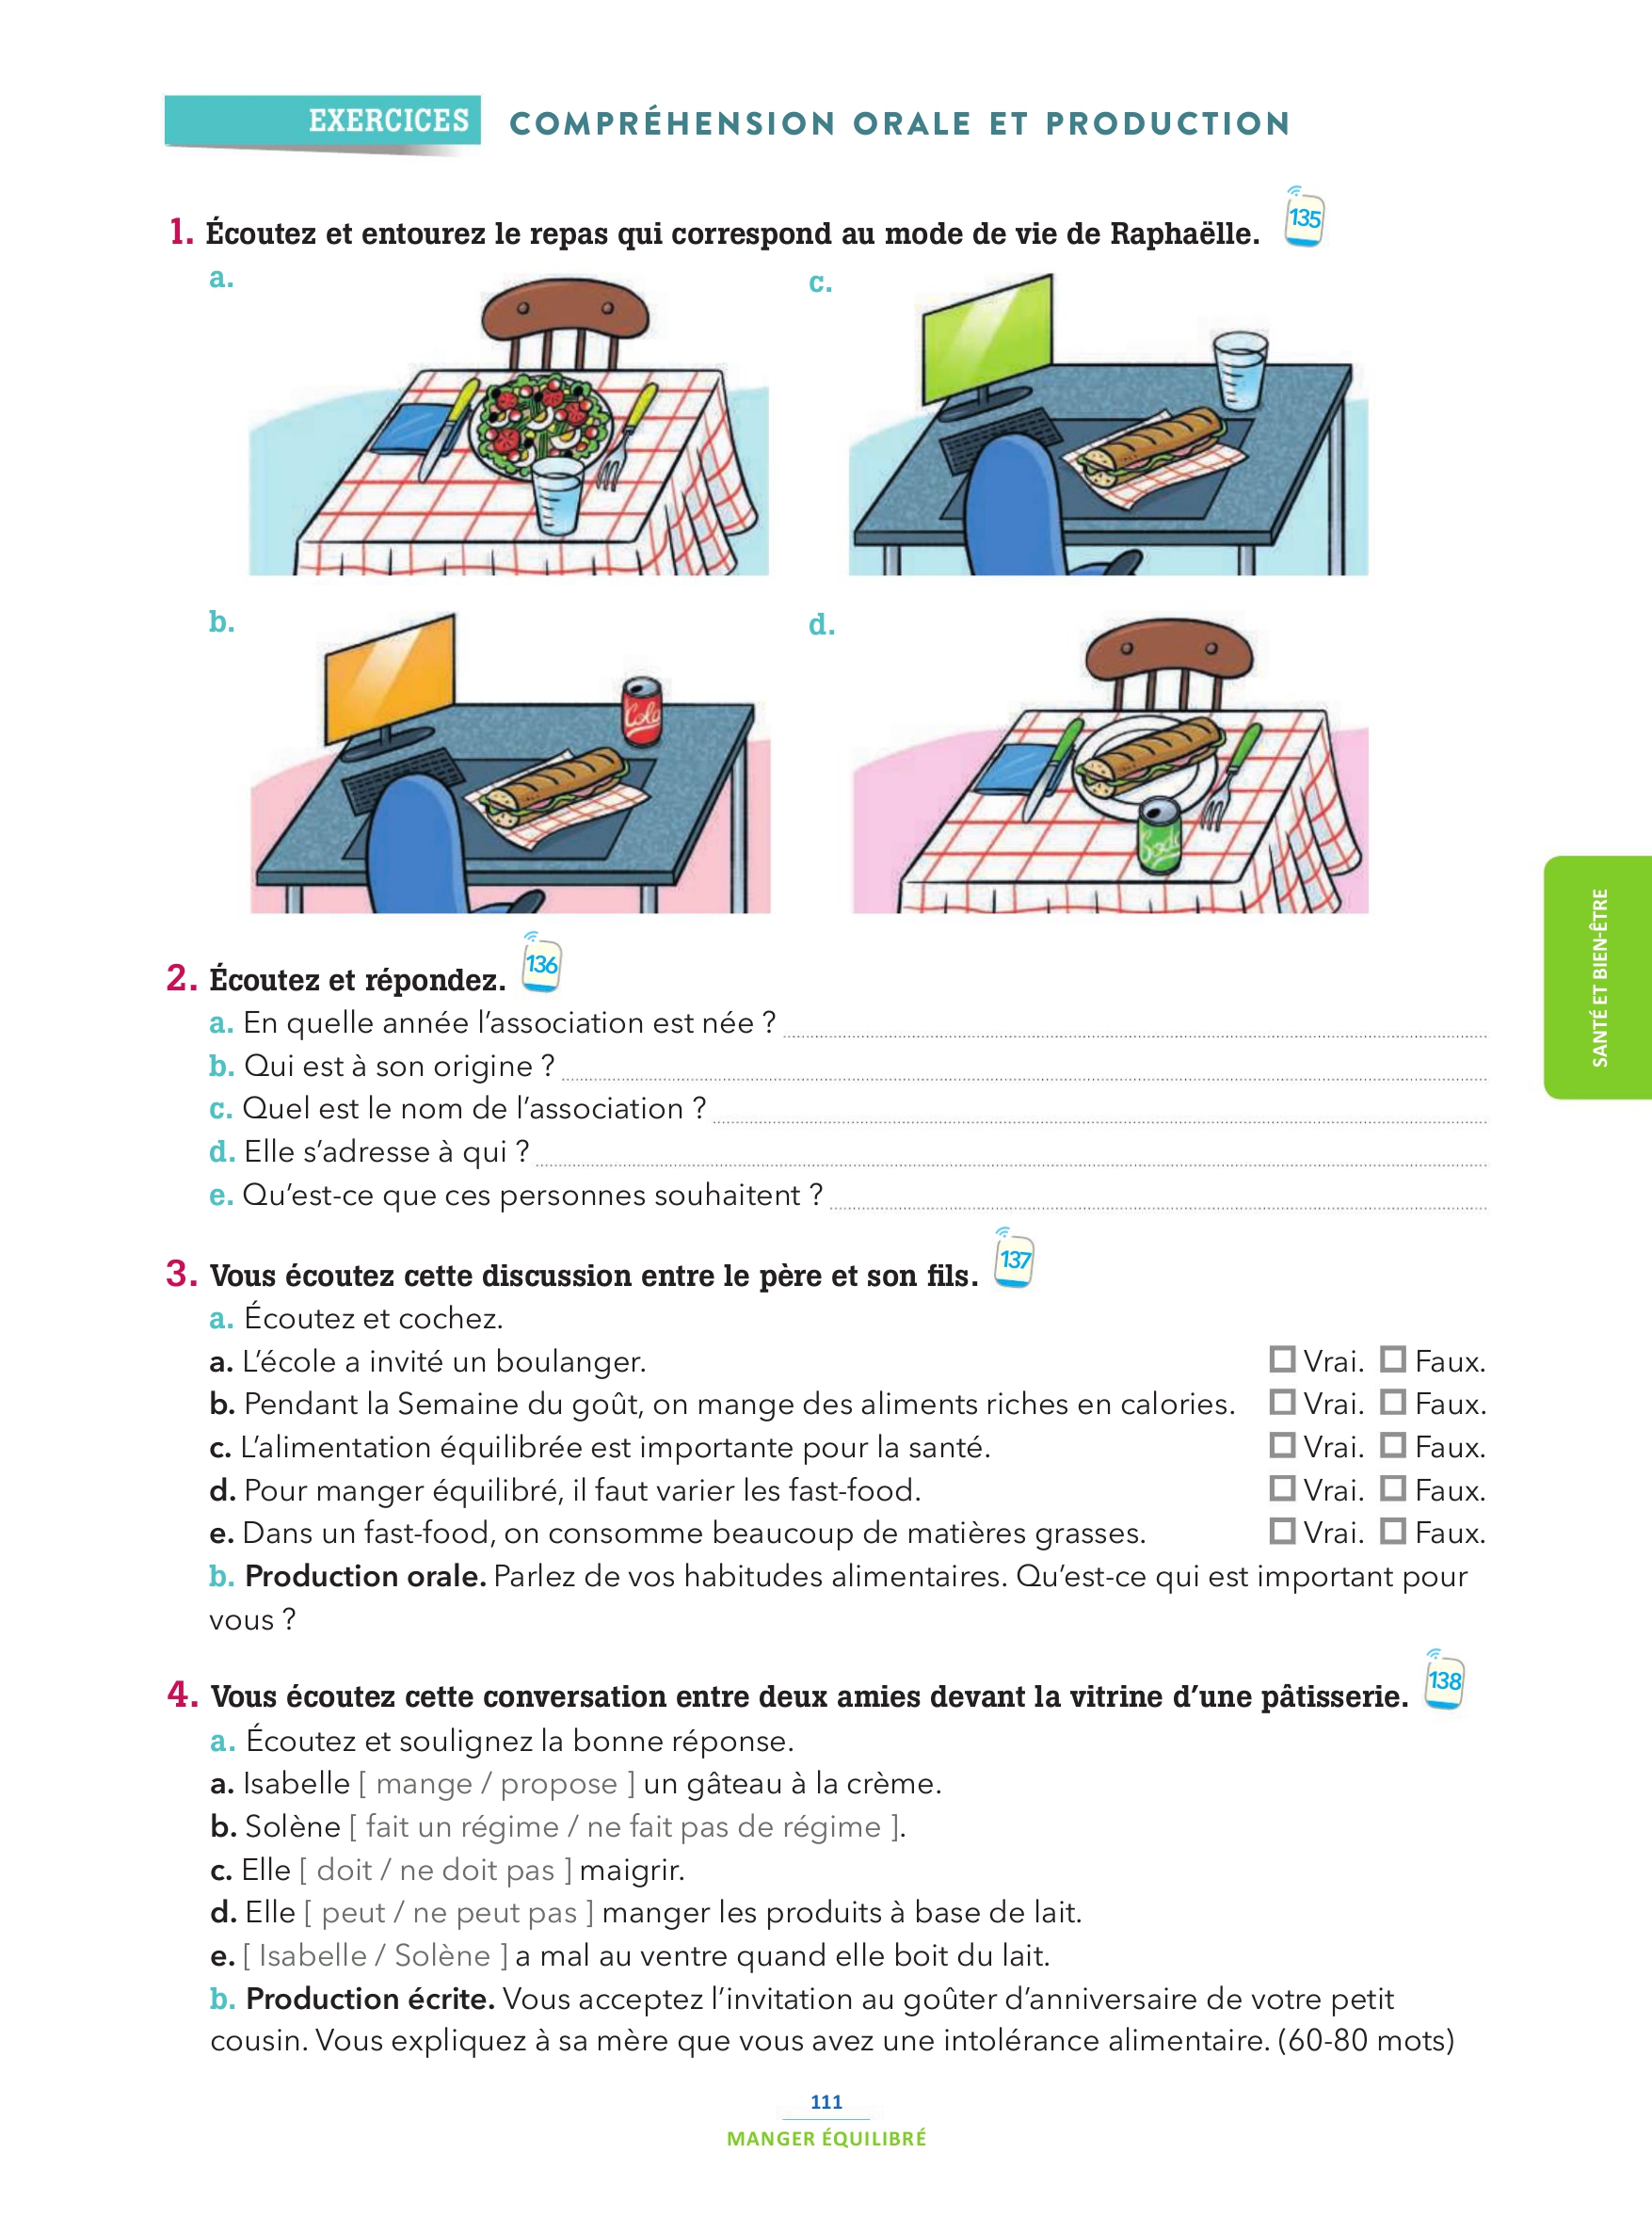 EXERCICES COMPRÉHENSION ORALE ET PRODUCTION
1. Écoutez et entourez le repas qui correspond au mode de vie de Raphaëlle. 135
a.
c.
b.
Cola
d.
Soda
2. Écoutez et répondez. 136
a. En quelle année l’association est née ?
b. Qui est à son origine ?
c. Quel est le nom de l’association ?
d. Elle s’adresse à qui ?
e. Qu’est-ce que ces personnes souhaitent ?
3. Vous écoutez cette discussion entre le père et son fils. 137
a. Écoutez et cochez.
a. L’école a invité un boulanger. Vrai. Faux.
b. Pendant la Semaine du goût, on mange des aliments riches en calories. Vrai. Faux.
c. L’alimentation équilibrée est importante pour la santé. Vrai. Faux.
d. Pour manger équilibré, il faut varier les fast-food. Vrai. Faux.
e. Dans un fast-food, on consomme beaucoup de matières grasses. Vrai. Faux.
b. Production orale. Parlez de vos habitudes alimentaires. Qu’est-ce qui est important pour
vous ?
4. Vous écoutez cette conversation entre deux amies devant la vitrine d’une pâtisserie. 138
a. Écoutez et soulignez la bonne réponse.
a. Isabelle [ mange / propose ] un gâteau à la crème.
b. Solène [ fait un régime / ne fait pas de régime ].
c. Elle [ doit / ne doit pas ] maigrir.
d. Elle [ peut / ne peut pas ] manger les produits à base de lait.
e. [ Isabelle / Solène ] a mal au ventre quand elle boit du lait.
b. Production écrite. Vous acceptez l’invitation au goûter d’anniversaire de votre petit
cousin. Vous expliquez à sa mère que vous avez une intolérance alimentaire. (60-80 mots)
SANTÉ ET BIEN-ÊTRE
111
MANGER ÉQUILIBRÉ